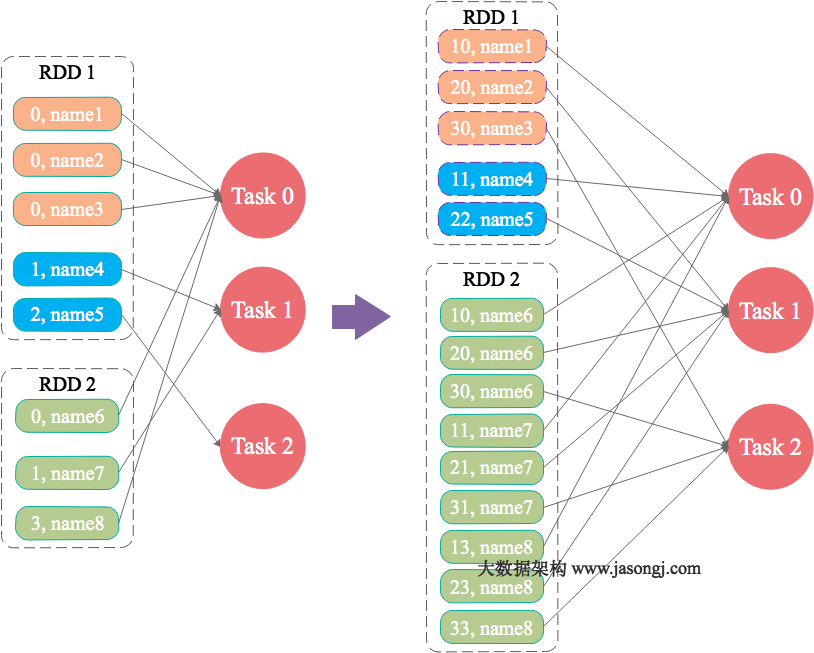 RDD 1
0, name1
0, name2
0, name3
1, name4
2, name5
RDD 2
0, name6
1, name7
3, name8
Task 0
Task 1
Task 2
RDD 1
10, name1
20, name2
30, name3
11, name4
22, name5
RDD 2
10, name6
20, name6
30, name6
11, name7
21, name7
31, name7
13, name8
大数据架构 www.jasongj.com
23, name8
33, name8
Task 0
Task 1
Task 2